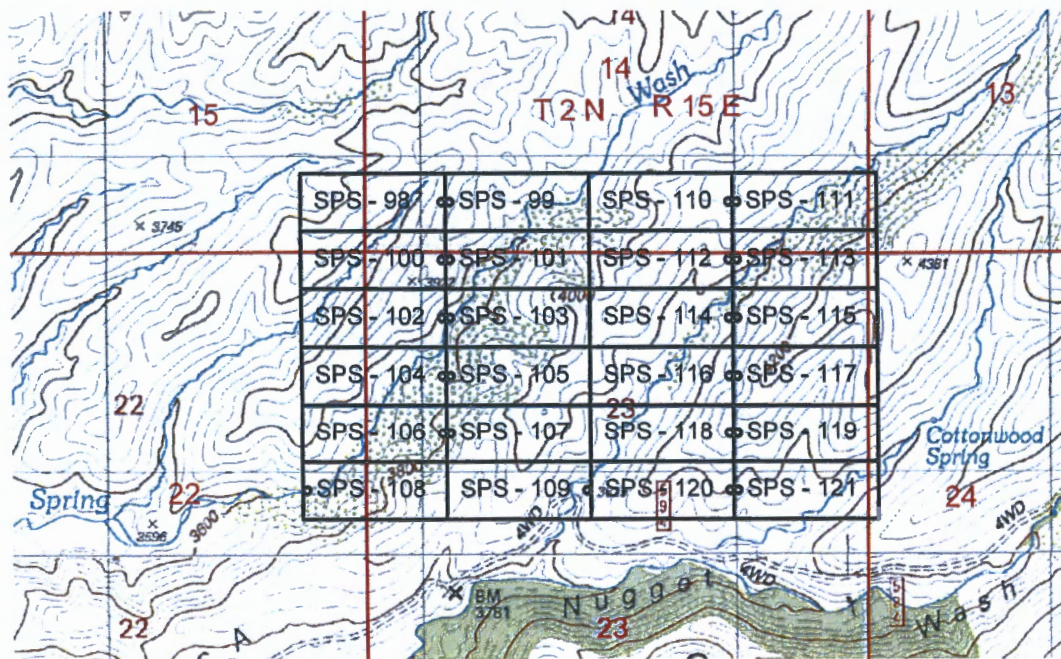 14
14
Wash
15
T 2 N R 15 E
13
SPS - 98 SPS - 99 SPS - 110 SPS - 111
3745
SPS - 100 SPS - 101 SPS - 112 SPS - 113
4381
4000
SPS - 102 SPS - 103 SPS - 114 SPS - 115
SPS - 104 SPS - 105 SPS - 116 SPS - 117
22
23
SPS - 106 SPS - 107 SPS - 118 SPS - 119
Cottonwood
Spring
3800
SPS - 108 SPS - 109 SPS - 120 SPS - 121
Spring
22
24
3596
3600
4WD
4WD
4WD
BM
3781
Nugget Wash
22
23
A